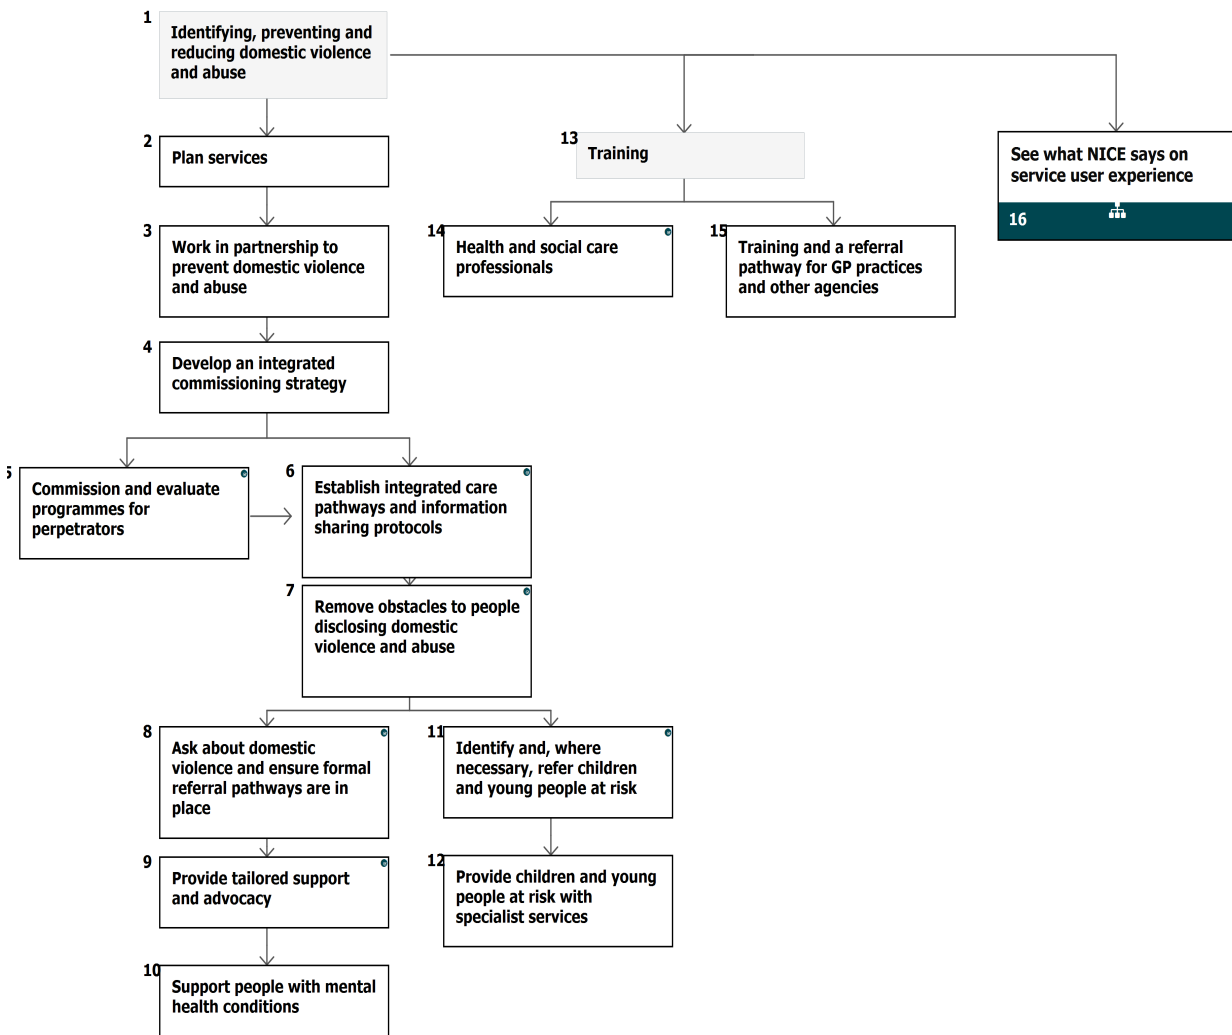 1
Identifying, preventing and
reducing domestic violence
and abuse
2
Plan services
3
Work in partnership to
prevent domestic violence
and abuse
4
Develop an integrated
commissioning strategy
5
Commission and evaluate
programmes for
perpetrators
6
Establish integrated care
pathways and information
sharing protocols
7
Remove obstacles to people
disclosing domestic
violence and abuse
8
Ask about domestic
violence and ensure formal
referral pathways are in
place
9
Provide tailored support
and advocacy
10
Support people with mental
health conditions
11
Identify and, where
necessary, refer children
and young people at risk
12
Provide children and young
people at risk with
specialist services
13
Training
14
Health and social care
professionals
15
Training and a referral
pathway for GP practices
and other agencies
See what NICE says on
service user experience
16